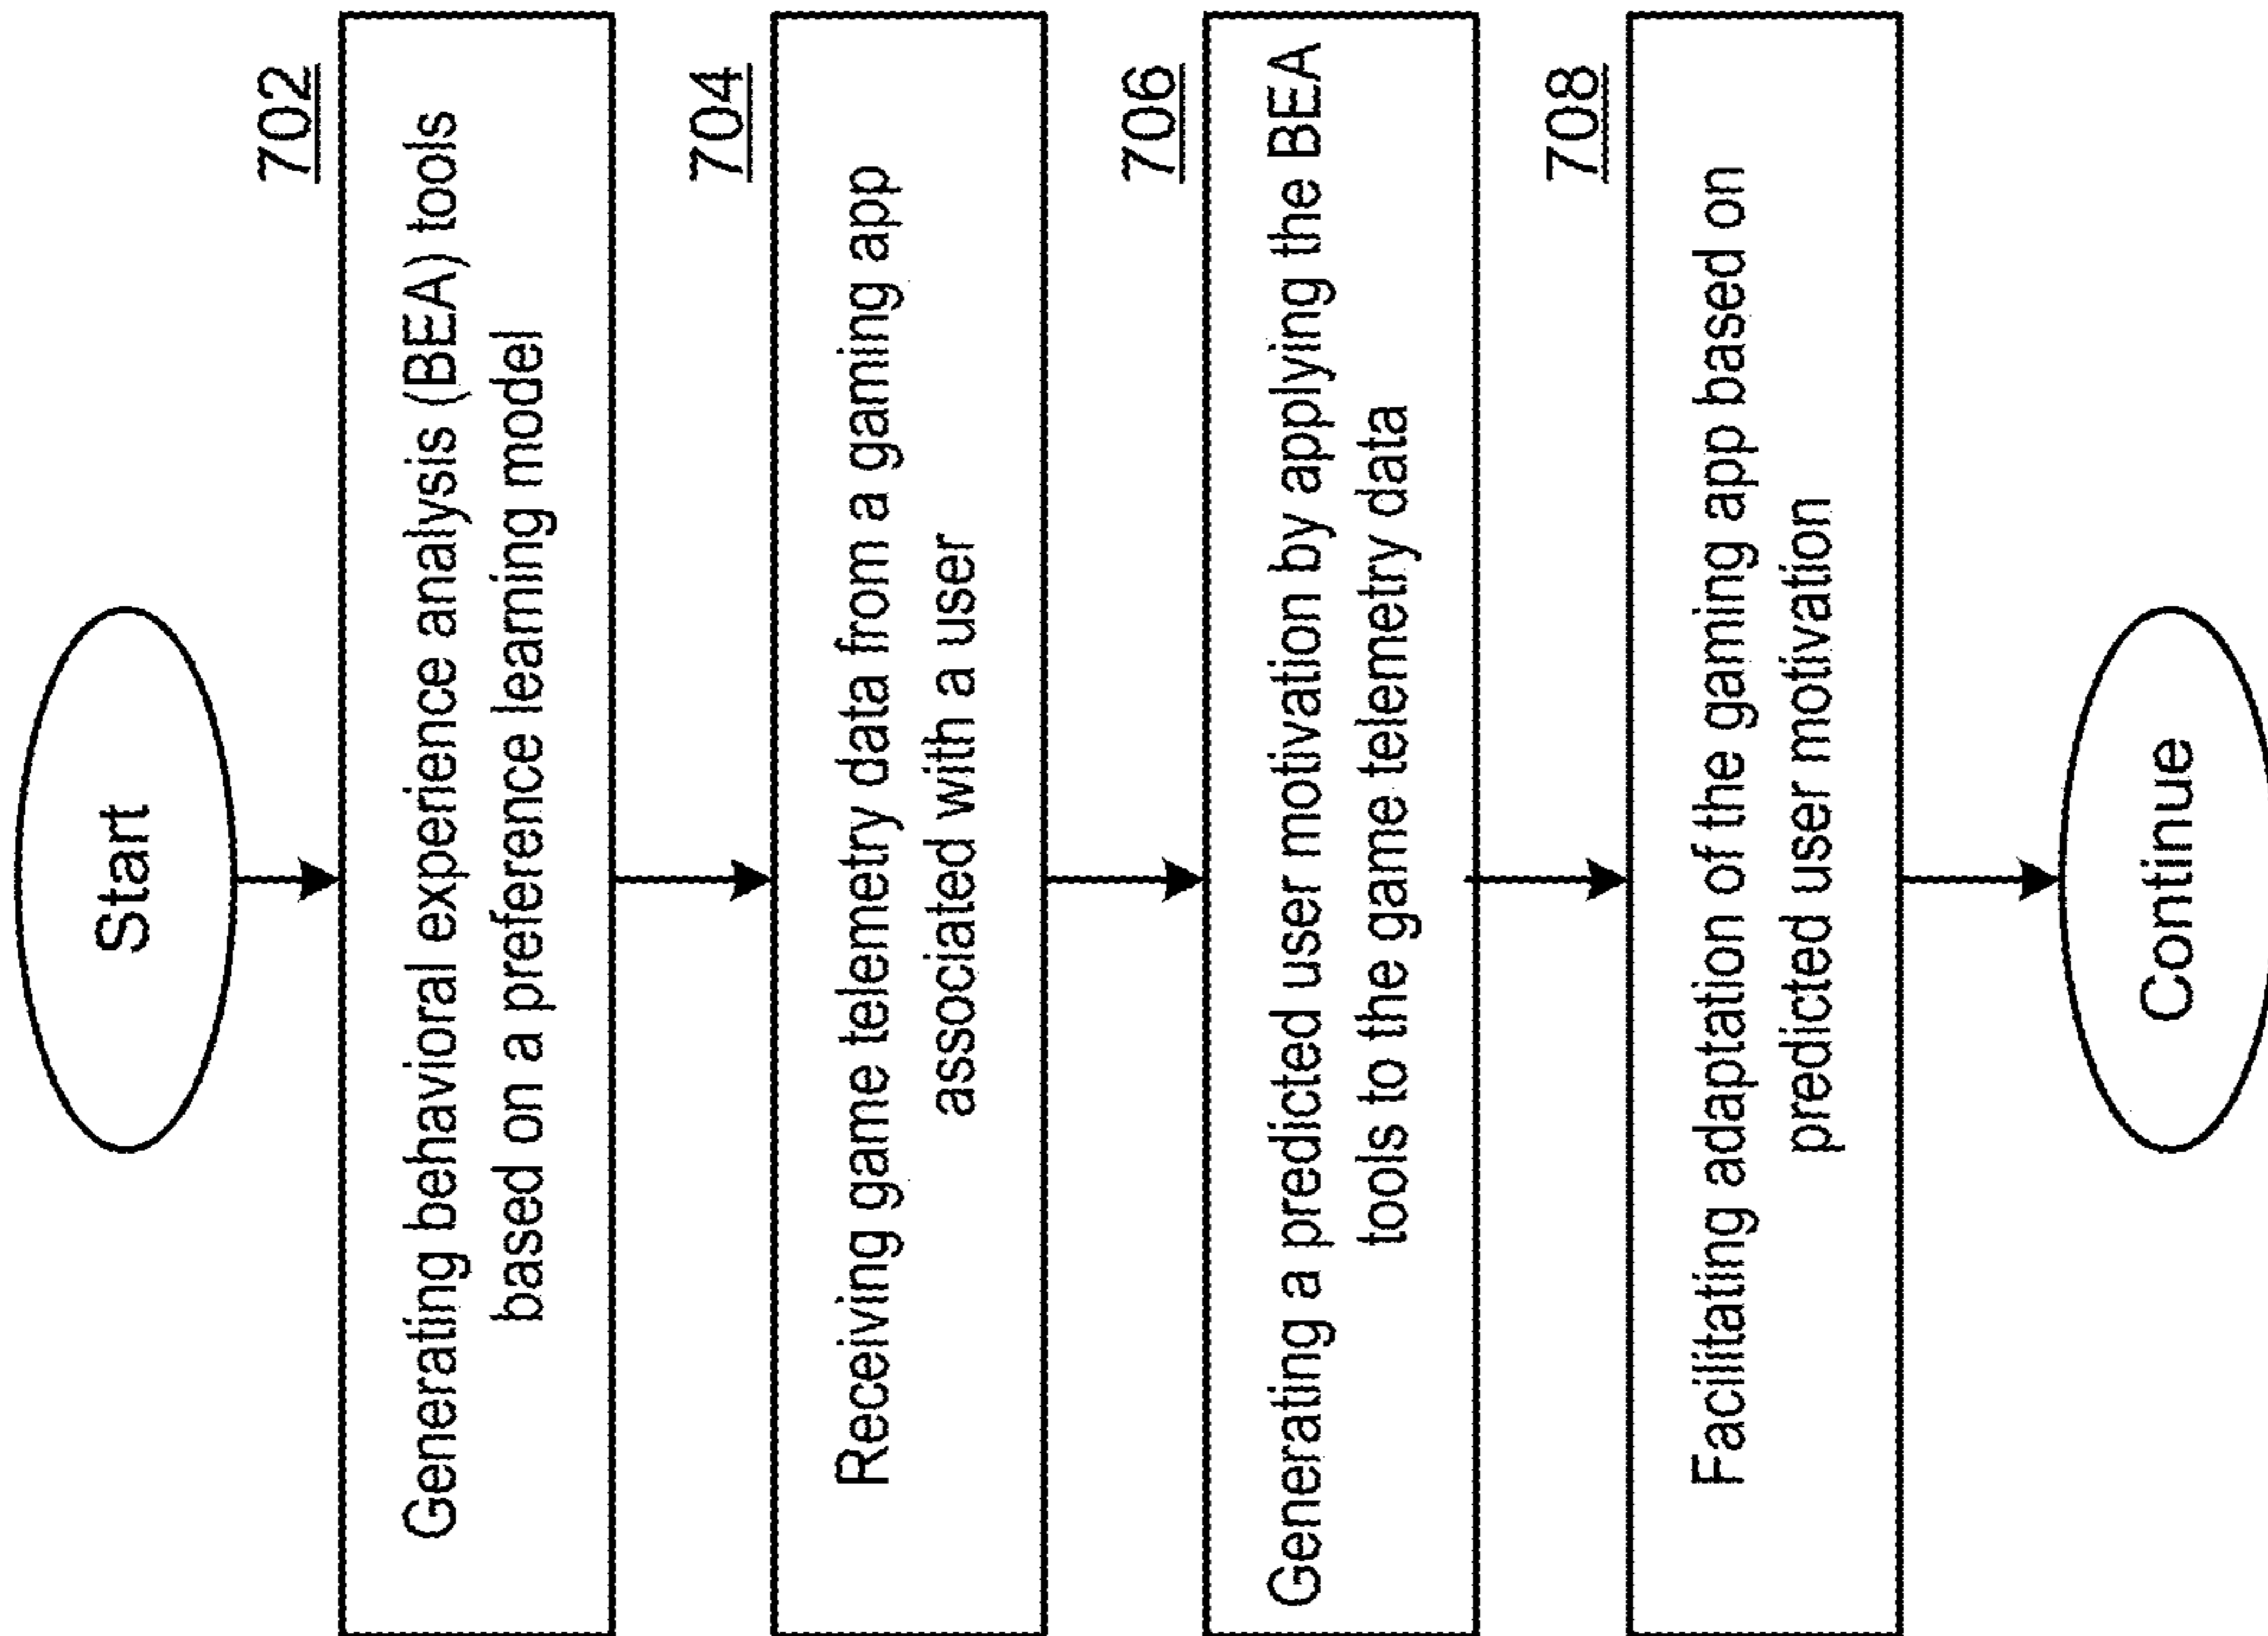 Start
702
Generating behavioral experience analysis (BEA) tools
based on a preference learning model
704
Receiving game telemetry data from a gaming app
associated with a user
706
Generating a predicted user motivation by applying the BEA
tools to the game telemetry data
708
Facilitating adaptation of the gaming app based on
predicted user motivation
Continue